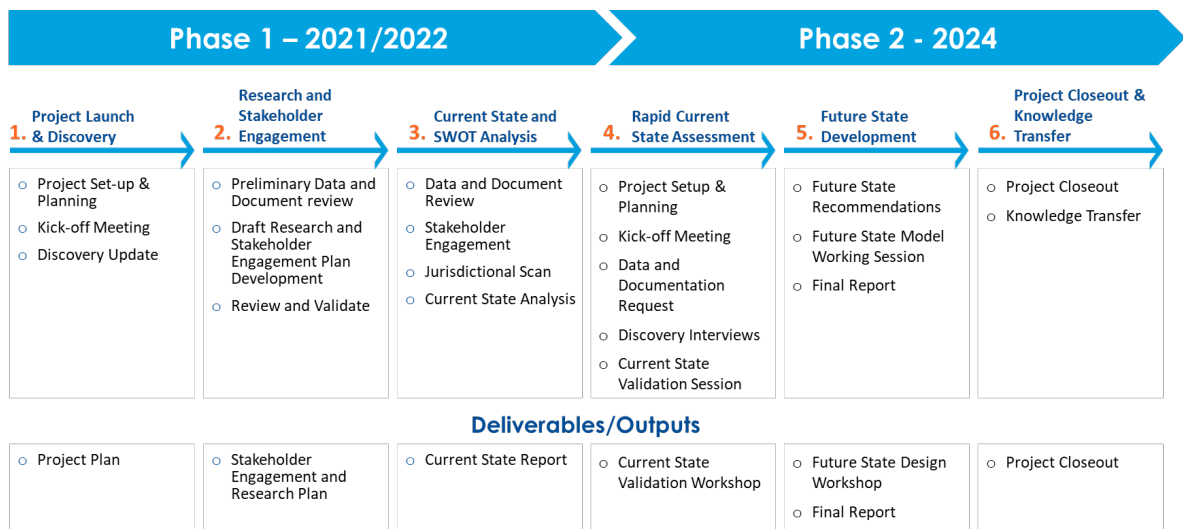 Phase 1 – 2021/2022
Phase 2 - 2024
1. Project Launch
& Discovery
2. Research and
Stakeholder
Engagement
3. Current State and
SWOT Analysis
4. Rapid Current
State Assessment
5. Future State
Development
6. Project Closeout &
Knowledge
Transfer
o Project Set-up &
Planning
o Kick-off Meeting
o Discovery Update
o Preliminary Data and
Document review
o Draft Research and
Stakeholder
Engagement Plan
Development
o Review and Validate
o Data and Document
Review
o Stakeholder
Engagement
o Jurisdictional Scan
o Current State Analysis
o Project Setup &
Planning
o Kick-off Meeting
o Data and
Documentation
Request
o Discovery Interviews
o Current State
Validation Session
o Future State
Recommendations
o Future State Model
Working Session
o Final Report
o Project Closeout
o Knowledge Transfer
Deliverables/Outputs
o Project Plan
o Stakeholder
Engagement and
Research Plan
o Current State Report
o Current State
Validation Workshop
o Future State Design
Workshop
o Final Report
o Project Closeout